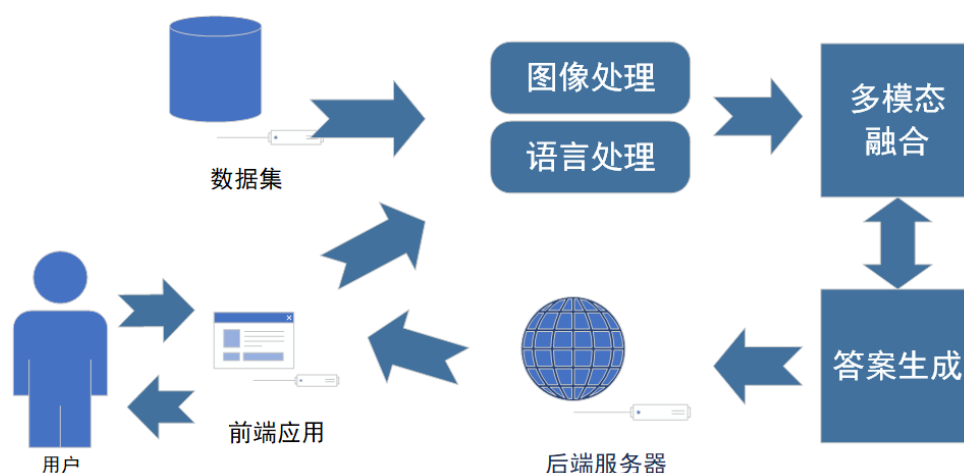 图像处理
语言处理
多模态
融合
数据集
答案生成
前端应用
用户
后端服务器